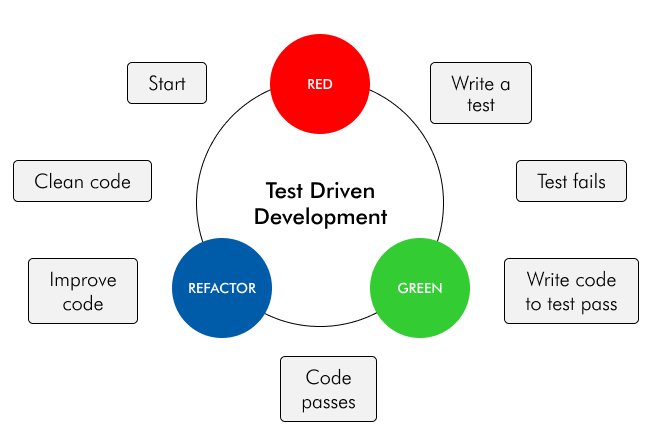 Start
RED
Write a
test
Clean code
Test Driven
Development
Test fails
Improve
code
REFACTOR
GREEN
Write code
to test pass
Code
passes